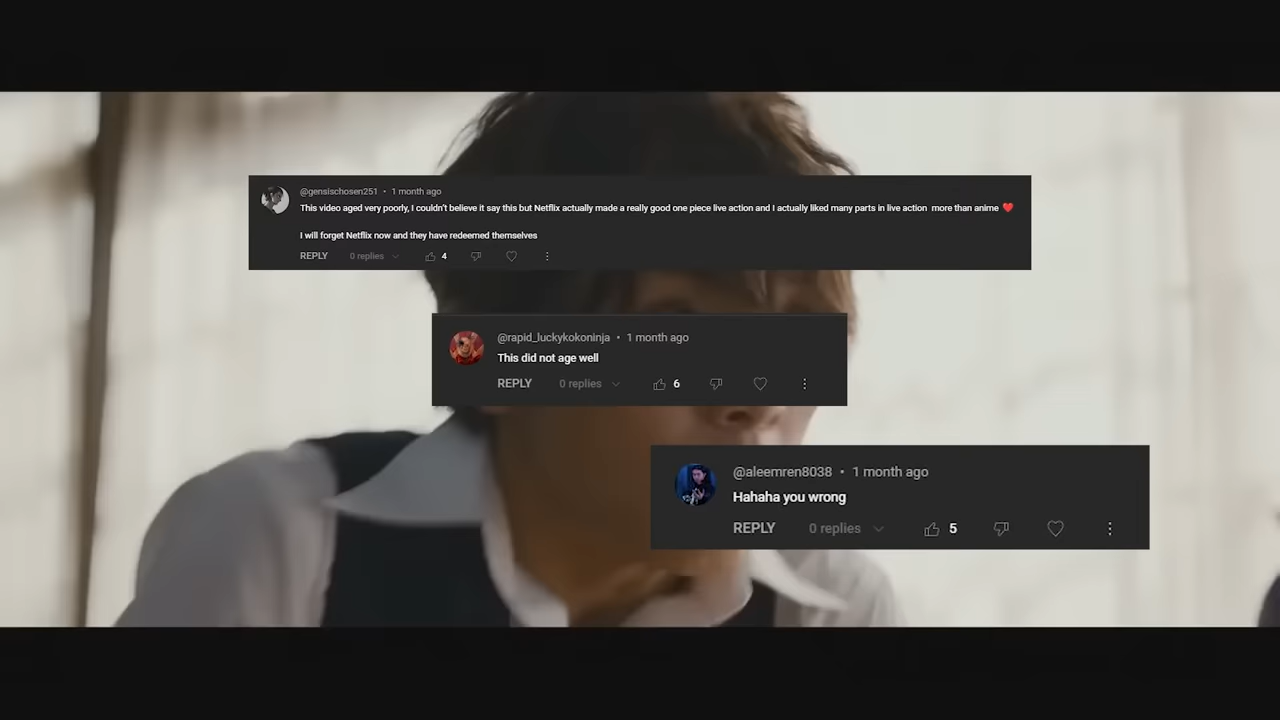 @gensischosen251 • 1 month ago
This video aged very poorly, I couldn't believe it say this but Netflix actually made a really good one piece live action and I actually liked many parts in live action more than anime ❤️
I will forget Netflix now and they have redeemed themselves
REPLY 0 replies 4
@rapid_luckykokoninja • 1 month ago
This did not age well
REPLY 0 replies 6
@aleemren8038 • 1 month ago
Hahaha you wrong
REPLY 0 replies 5